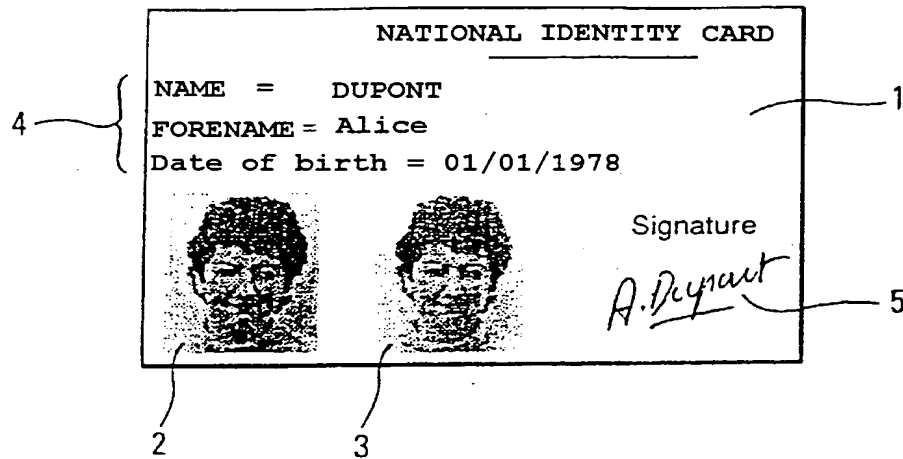 NATIONAL IDENTITY CARD
NAME = DUPONT
FORENAME = Alice
Date of birth = 01/01/1978
Signature
A. Dupont
1
4
5
2
3